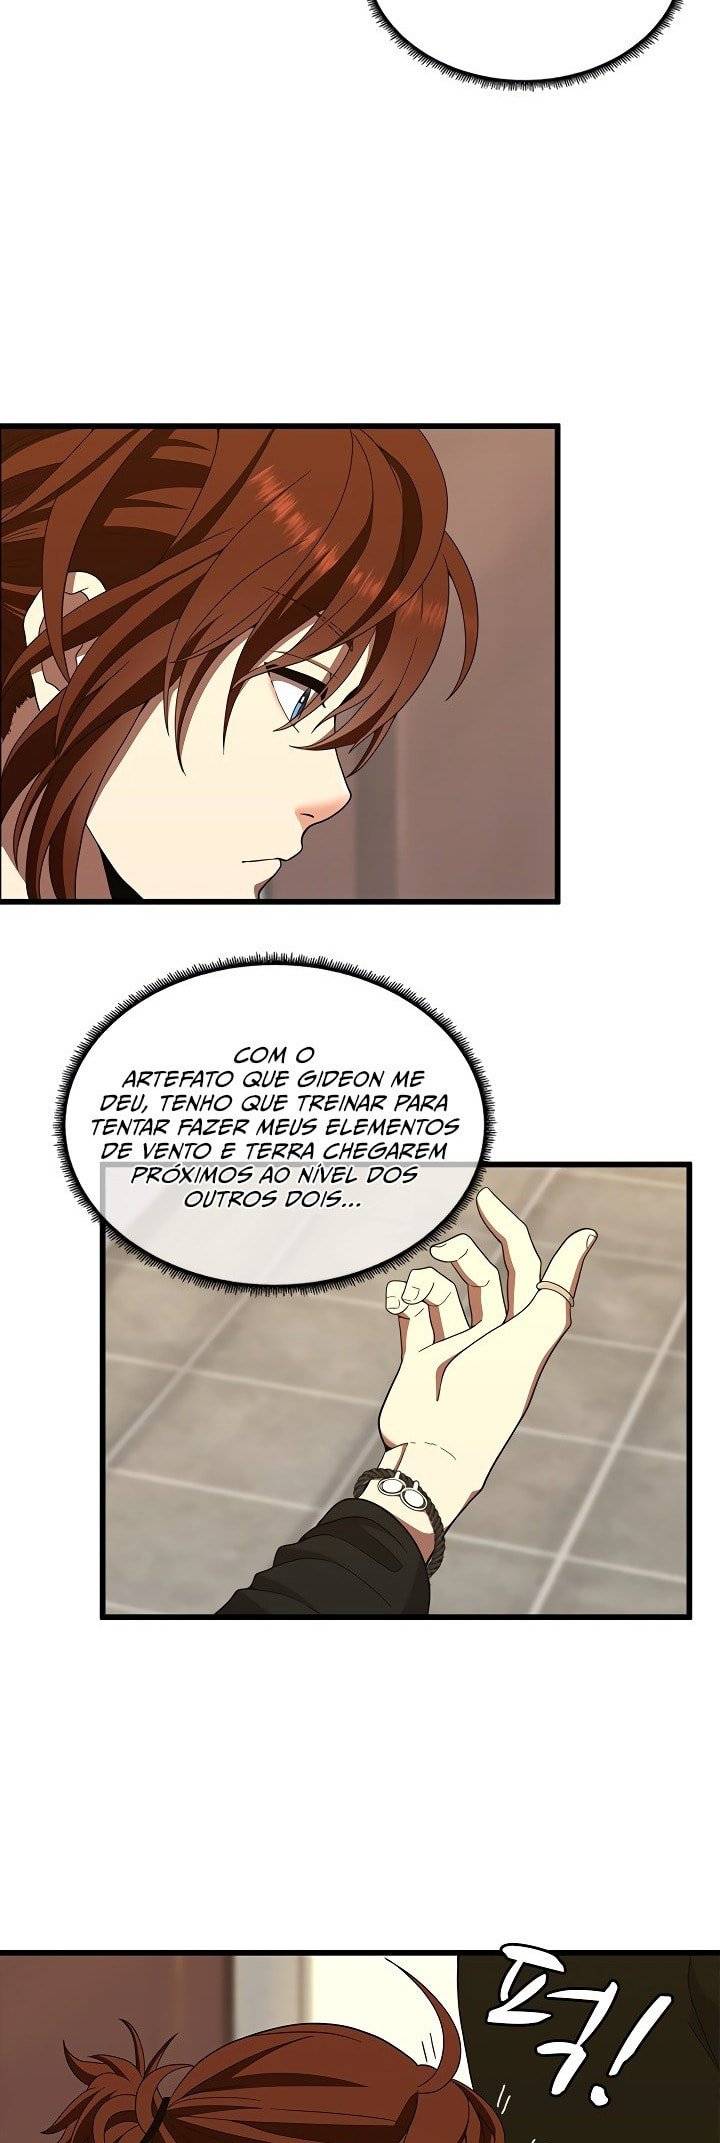 COM O
ARTEFATO QUE GIDEON ME
DEU, TENHO QUE TREINAR PARA
TENTAR FAZER MEUS ELEMENTOS
DE VENTO E TERRA CHEGAREM
PRÓXIMOS AO NÍVEL DOS
OUTROS DOIS...
퍽!